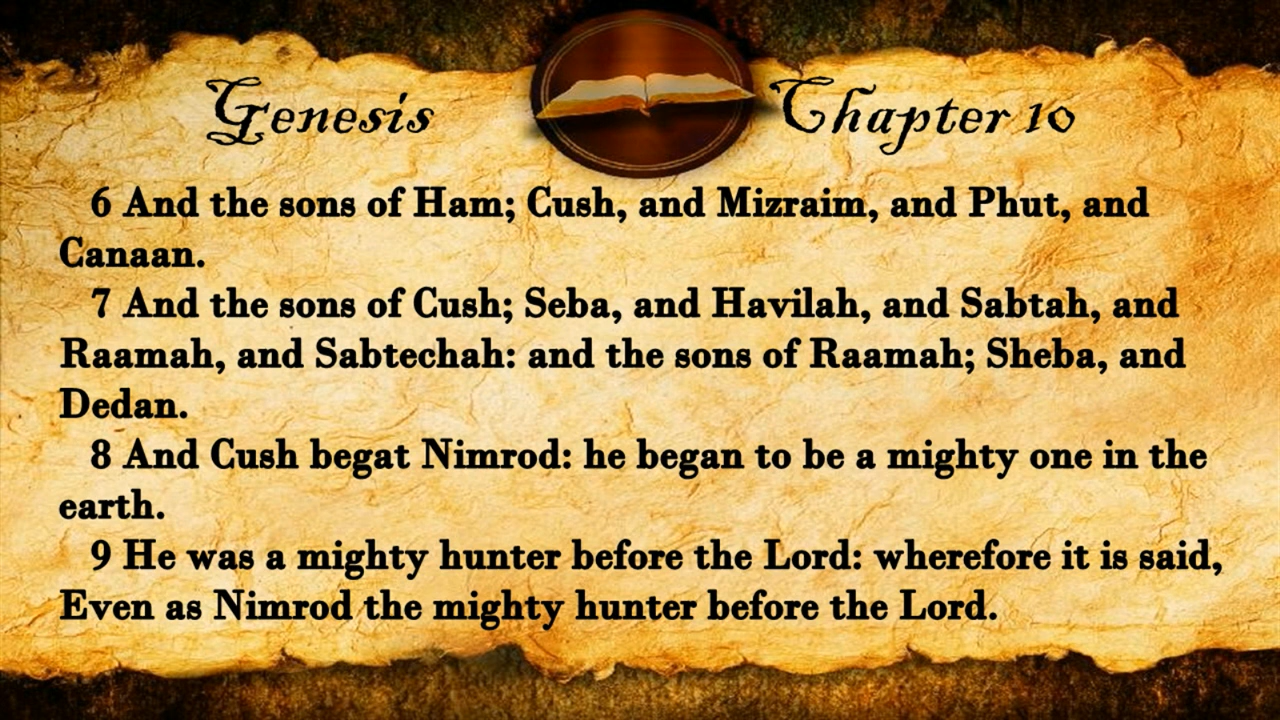 Genesis Chapter 10
6 And the sons of Ham; Cush, and Mizraim, and Phut, and
Canaan.
7 And the sons of Cush; Seba, and Havilah, and Sabtah, and
Raamah, and Sabtechah: and the sons of Raamah; Sheba, and
Dedan.
8 And Cush begat Nimrod: he began to be a mighty one in the
earth.
9 He was a mighty hunter before the Lord: wherefore it is said,
Even as Nimrod the mighty hunter before the Lord.